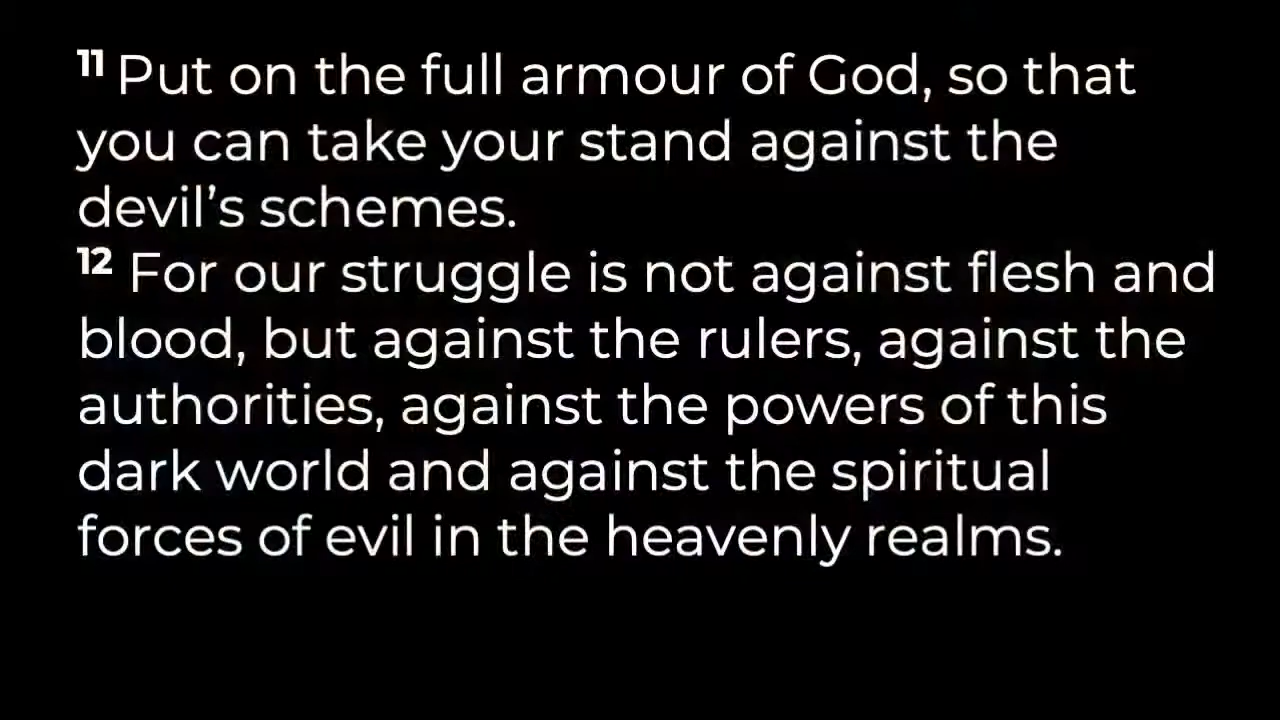 11 Put on the full armour of God, so that
you can take your stand against the
devil’s schemes.
12 For our struggle is not against flesh and
blood, but against the rulers, against the
authorities, against the powers of this
dark world and against the spiritual
forces of evil in the heavenly realms.